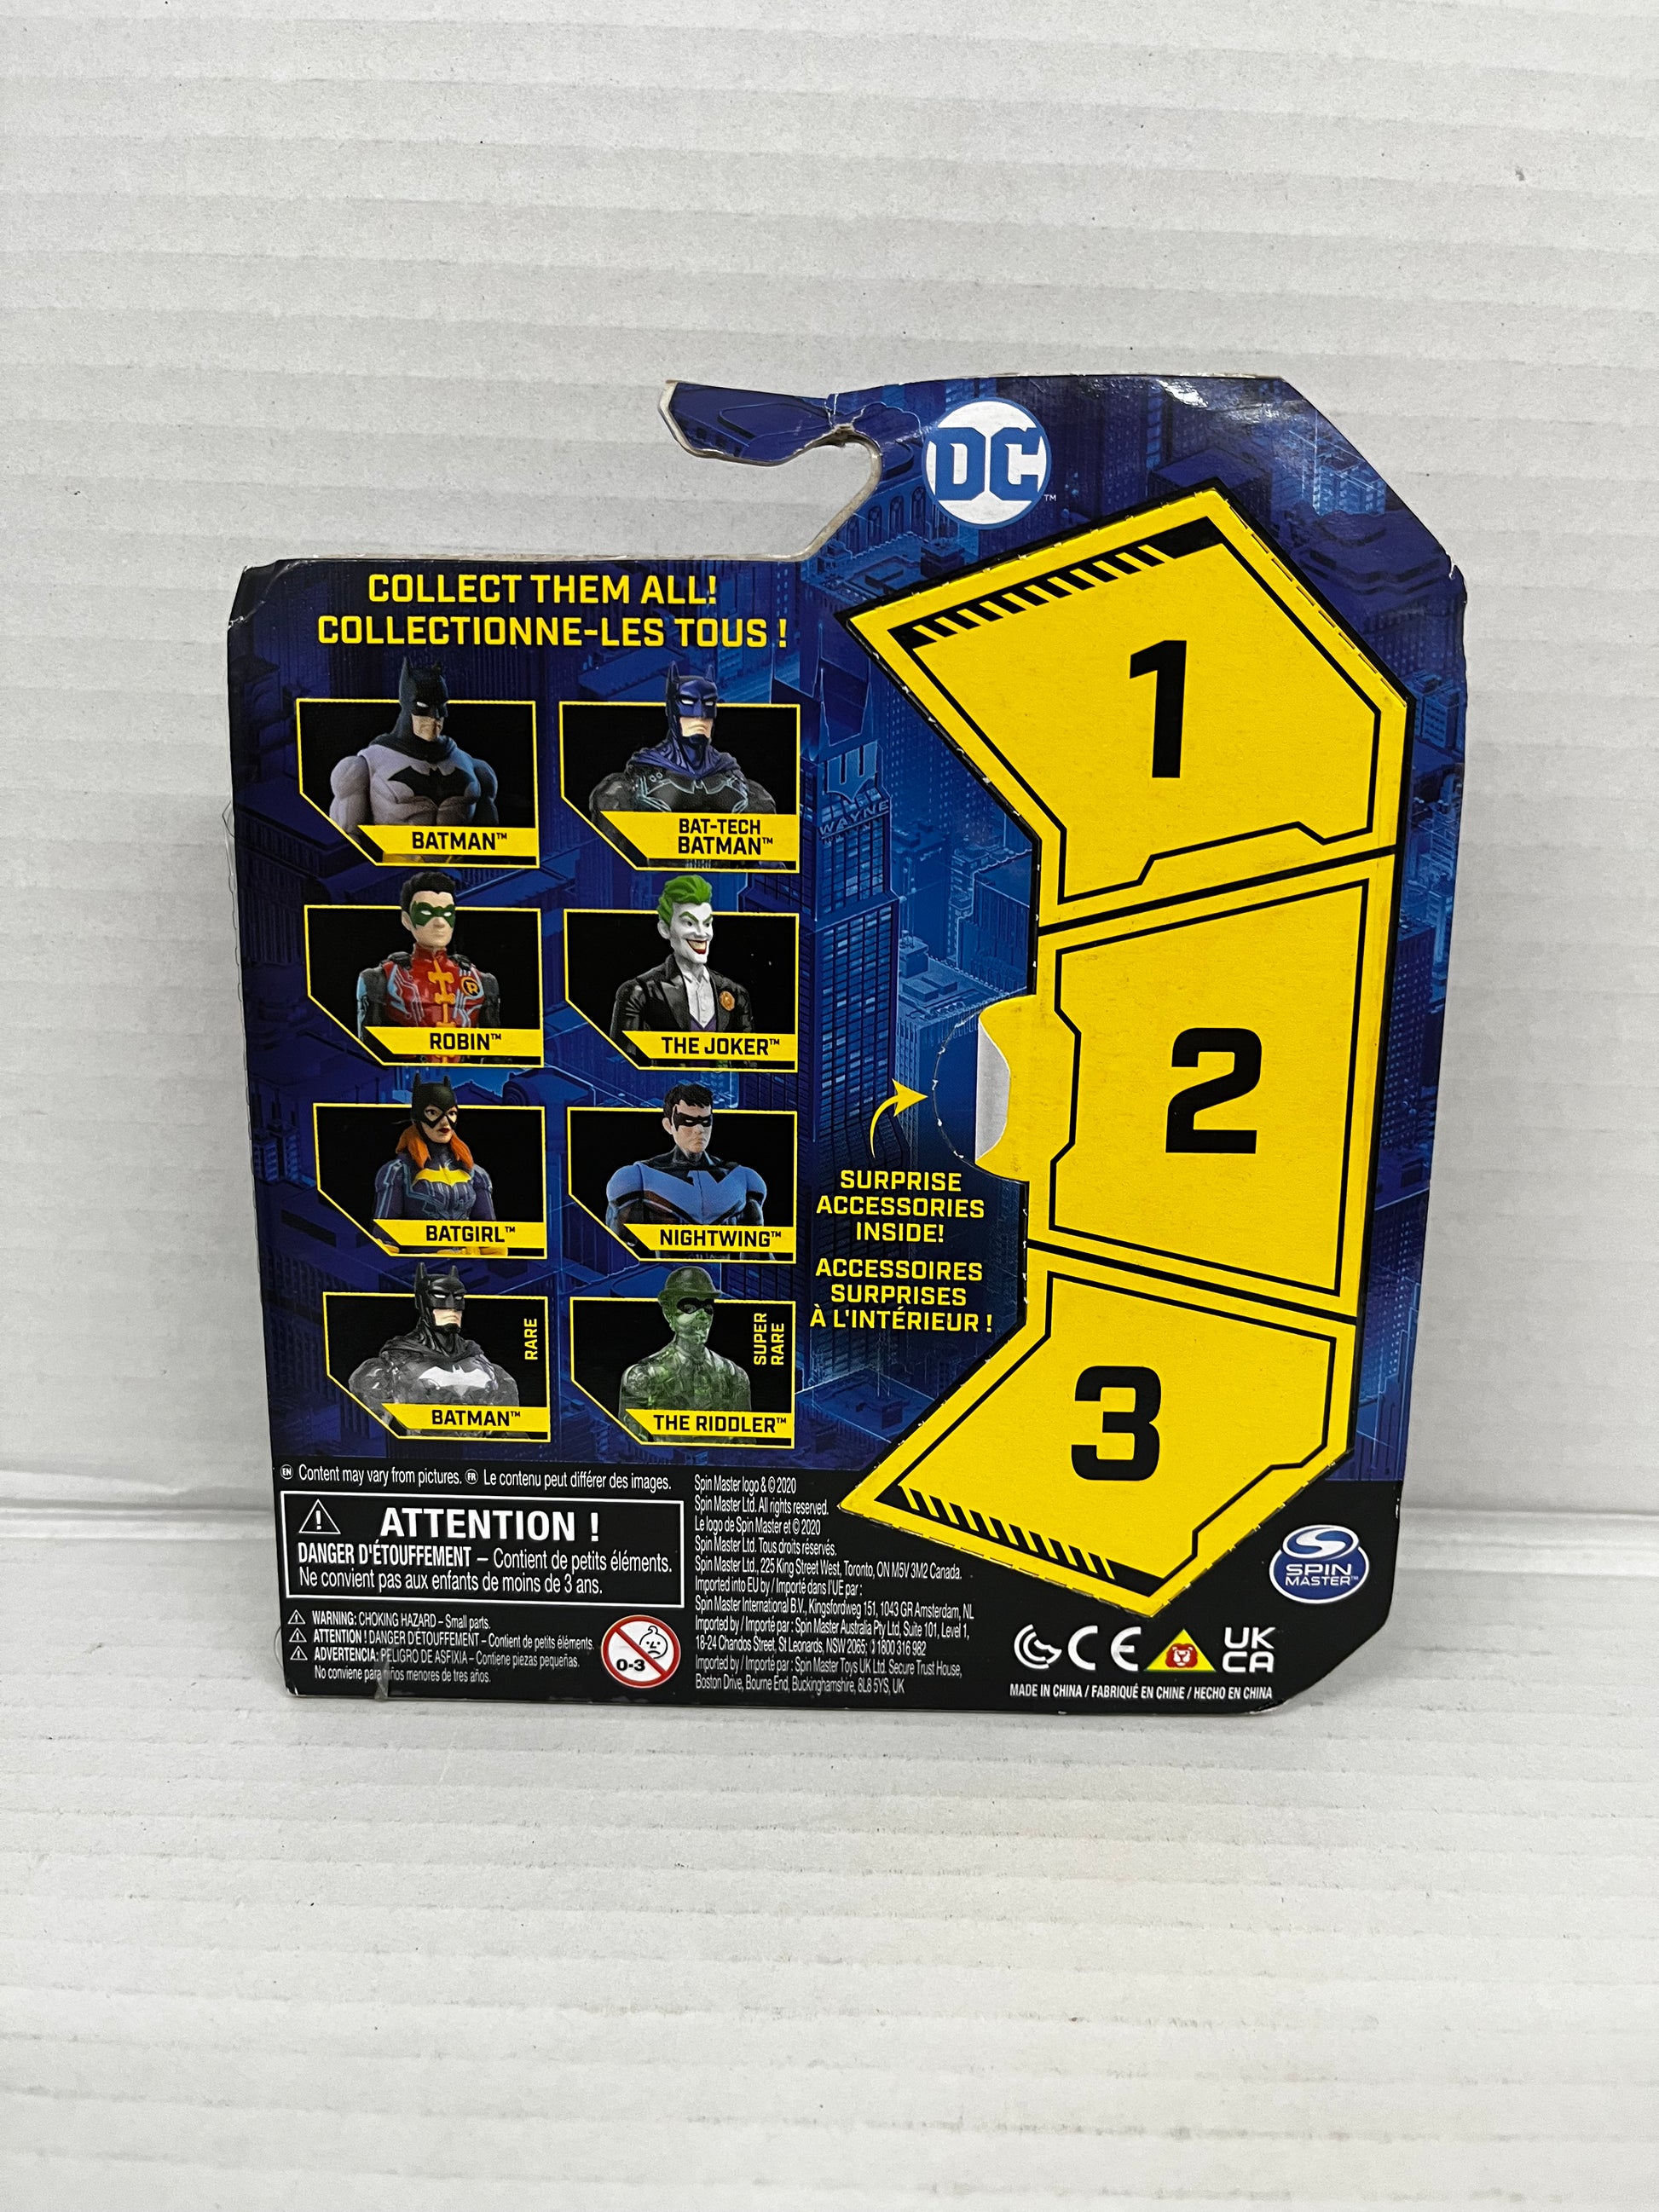 DC™
COLLECT THEM ALL!
COLLECTIONNE-LES TOUS !
BATMAN™
BAT-TECH
BATMAN™
ROBIN™
THE JOKER™
BATGIRL™
NIGHTWING™
RARE
BATMAN™
SUPER
RARE
THE RIDDLER™
WAYNE
SURPRISE
ACCESSORIES
INSIDE!
ACCESSOIRES
SURPRISES
À L'INTÉRIEUR !
1
2
3
EN Content may vary from pictures. FR Le contenu peut différer des images.
ATTENTION !
DANGER D'ÉTOUFFEMENT – Contient de petits éléments.
Ne convient pas aux enfants de moins de 3 ans.
WARNING: CHOKING HAZARD – Small parts.
ATTENTION ! DANGER D'ÉTOUFFEMENT – Contient de petits éléments.
ADVERTENCIA: PELIGRO DE ASFIXIA – Contiene piezas pequeñas.
No conviene para niños menores de tres años.
0-3
Spin Master logo & © 2020
Spin Master Ltd. All rights reserved.
Le logo de Spin Master et © 2020
Spin Master Ltd. Tous droits réservés.
Spin Master Ltd., 225 King Street West, Toronto, ON M5V 3M2 Canada.
Imported into EU by / Importé dans l'UE par :
Spin Master International B.V., Kingsfordweg 151, 1043 GR Amsterdam, NL
Imported by / Importé par : Spin Master Australia Pty Ltd, Suite 101, Level 1,
18-24 Chandos Street, St Leonards, NSW 2065; 1800 316 982
Imported by / Importé par : Spin Master Toys UK Ltd. Secure Trust House,
Boston Drive, Bourne End, Buckinghamshire, 8L8 5YS, UK
SPIN
MASTER™
CE
UK
CA
MADE IN CHINA / FABRIQUÉ EN CHINE / HECHO EN CHINA